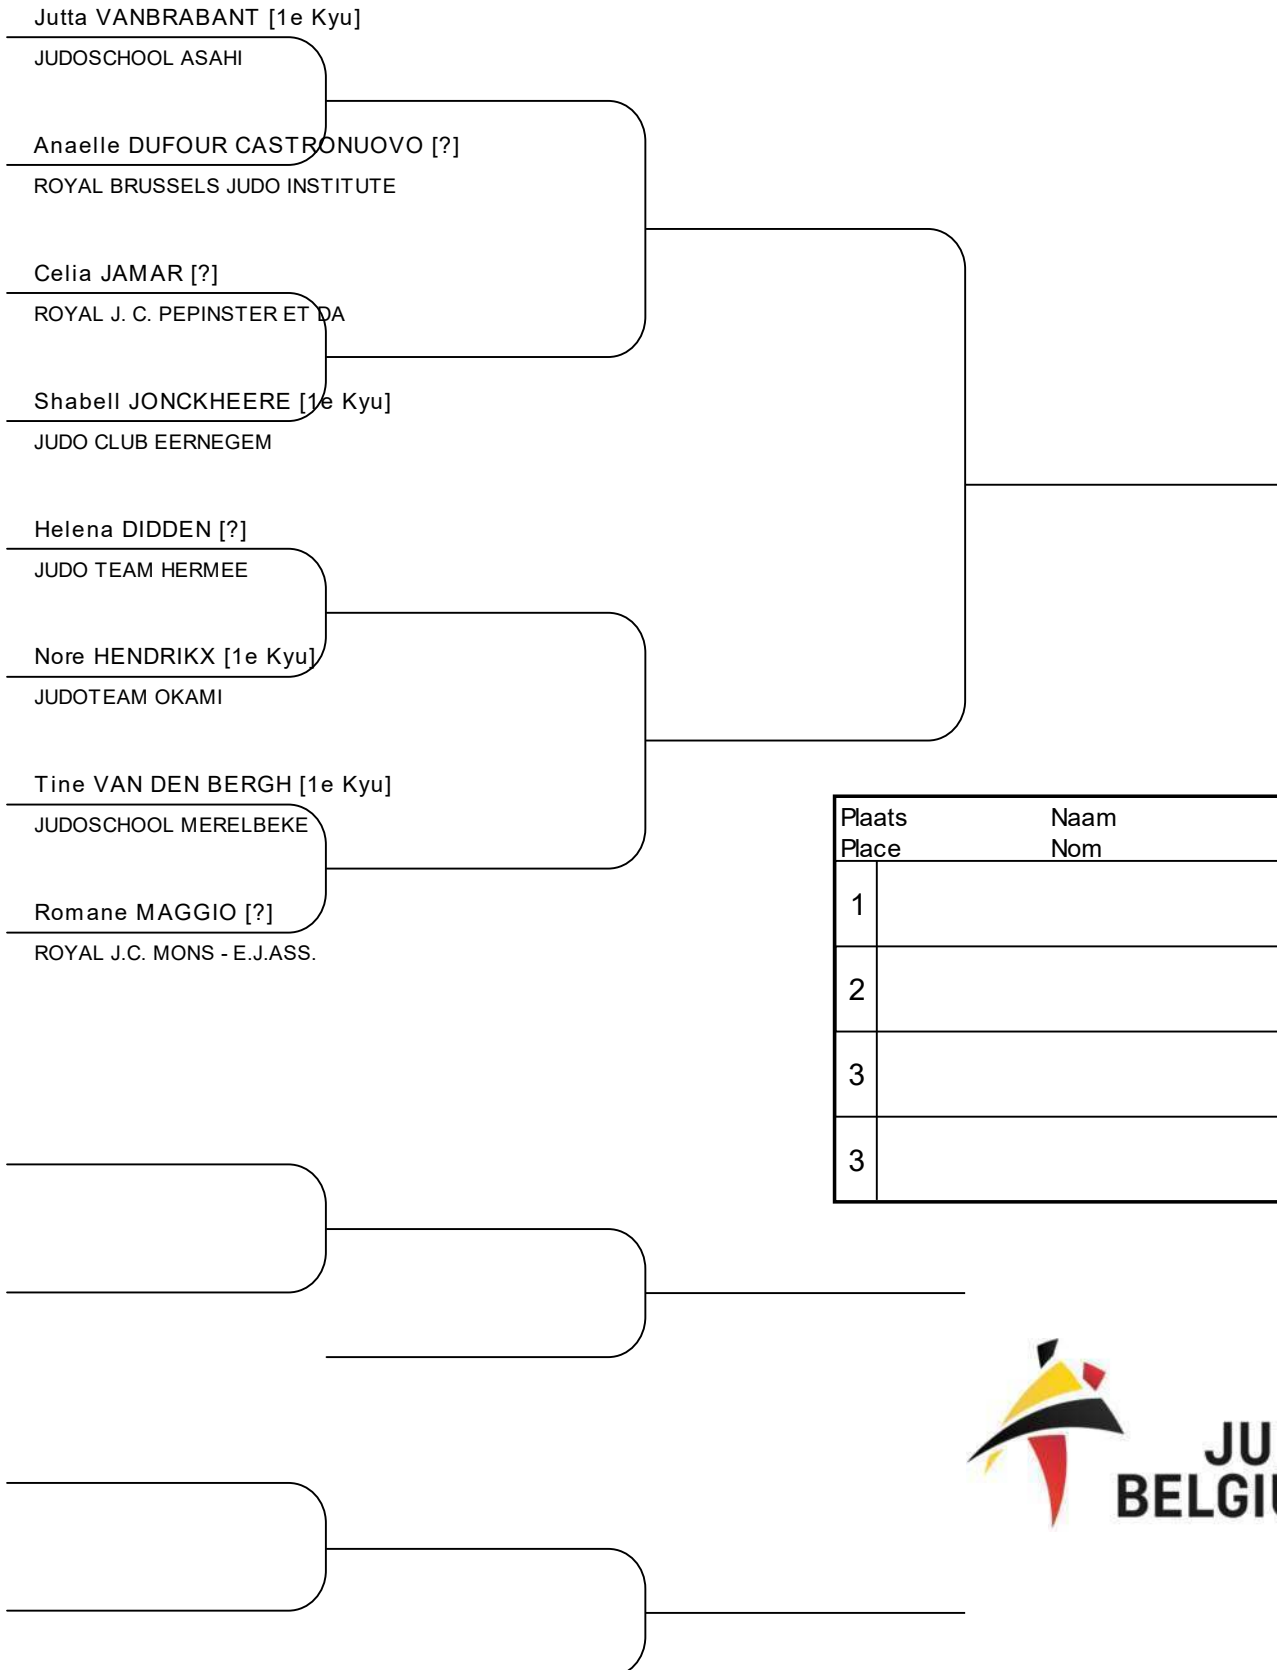 Jutta VANBRABANT [1e Kyu]
JUDOSCHOOL ASAHI
Anaelle DUFOUR CASTRONUOVO [?]
ROYAL BRUSSELS JUDO INSTITUTE
Celia JAMAR [?]
ROYAL J. C. PEPINSTER ET DA
Shabell JONCKHEERE [1e Kyu]
JUDO CLUB EERNEGEM
Helena DIDDEN [?]
JUDO TEAM HERMEE
Nore HENDRIKX [1e Kyu]
JUDOTEAM OKAMI
Tine VAN DEN BERGH [1e Kyu]
JUDOSCHOOL MERELBEKE
Romane MAGGIO [?]
ROYAL J.C. MONS - E.J.ASS.
Plaats Naam
Place Nom
1
2
3
3
JU
BELGIU